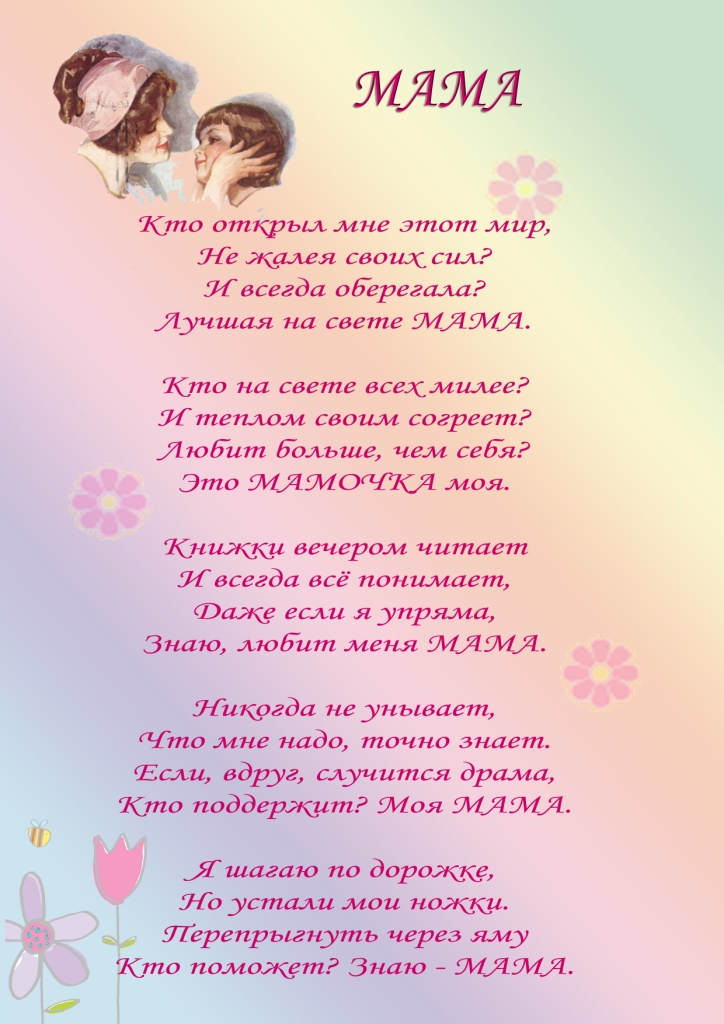 МАМА
Кто открыл мне этот мир,
Не жалея своих сил?
И всегда оберегала?
Лучшая на свете МАМА.
Кто на свете всех милее?
И теплом своим согреет?
Любит больше, чем себя?
Это МАМОЧКА моя.
Книжки вечером читает
И всегда всё понимает,
Даже если я упряма,
Знаю, любит меня МАМА.
Никогда не унывает,
Что мне надо, точно знает.
Если, вдруг, случится драма,
Кто поддержит? Моя МАМА.
Я шагаю по дорожке,
Но устали мои ножки.
Перепрыгнуть через яму
Кто поможет? Знаю - МАМА.